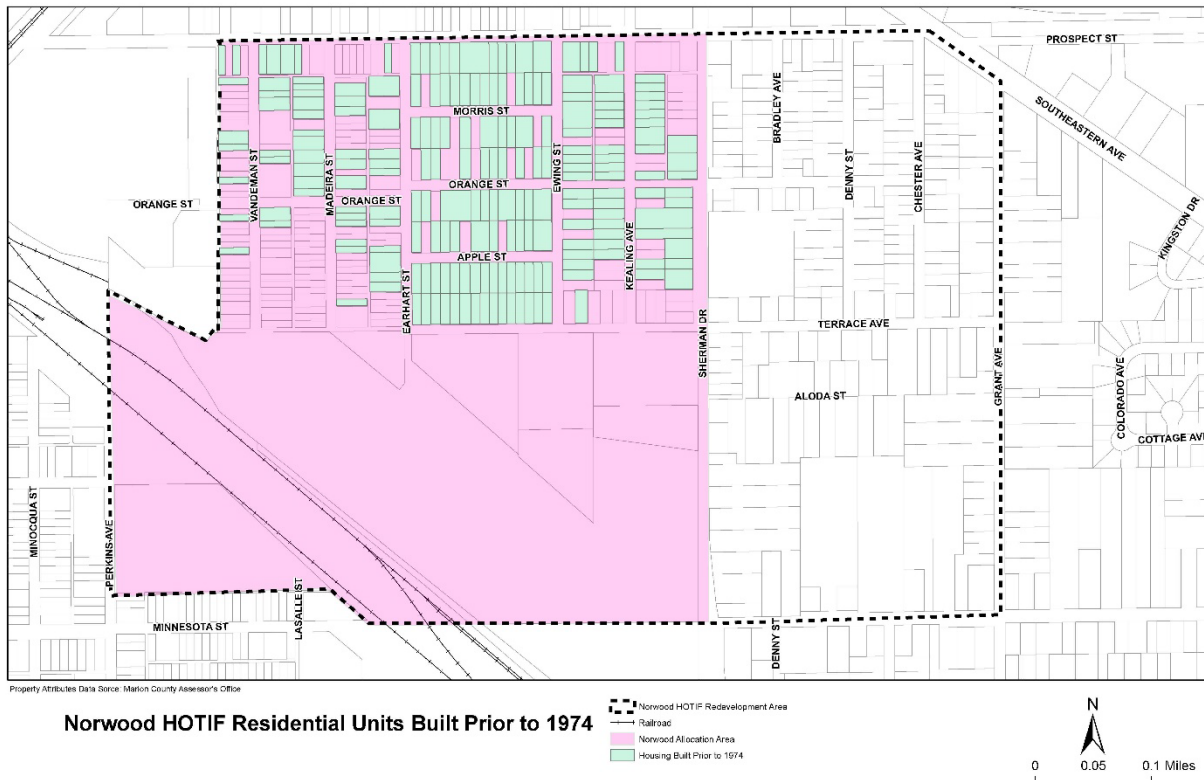 PROSPECT ST
SOUTHEASTERN AVE
BRADLEY AVE
MORRIS ST
DENNY ST
CHESTER AVE
EWING ST
VANDEMAN ST
MADEIRA ST
ORANGE ST
ORANGE ST
ORANGE ST
KINGSTON DR
KEALING AVE
APPLE ST
EARHART ST
TERRACE AVE
SHERMAN DR
GRANT AVE
ALODA ST
COLORADO AVE
COTTAGE AVE
MINOCQUA ST
PERKINS AVE
LASALLE ST
MINNESOTA ST
DENNY ST
Property Attributes Data Sorce: Marion County Assessor's Office
Norwood HOTIF Residential Units Built Prior to 1974
Norwood HOTIF Redevelopment Area
Railroad
Norwood Allocation Area
Housing Built Prior to 1974
N
0 0.05 0.1 Miles